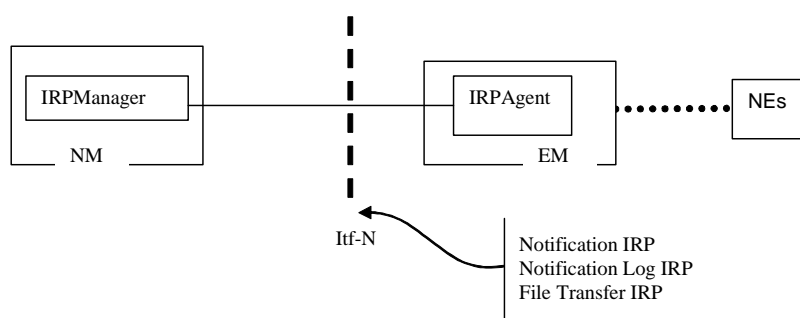 IRPManager
IRPAgent
NEs
NM
EM
Itf-N
Notification IRP
Notification Log IRP
File Transfer IRP